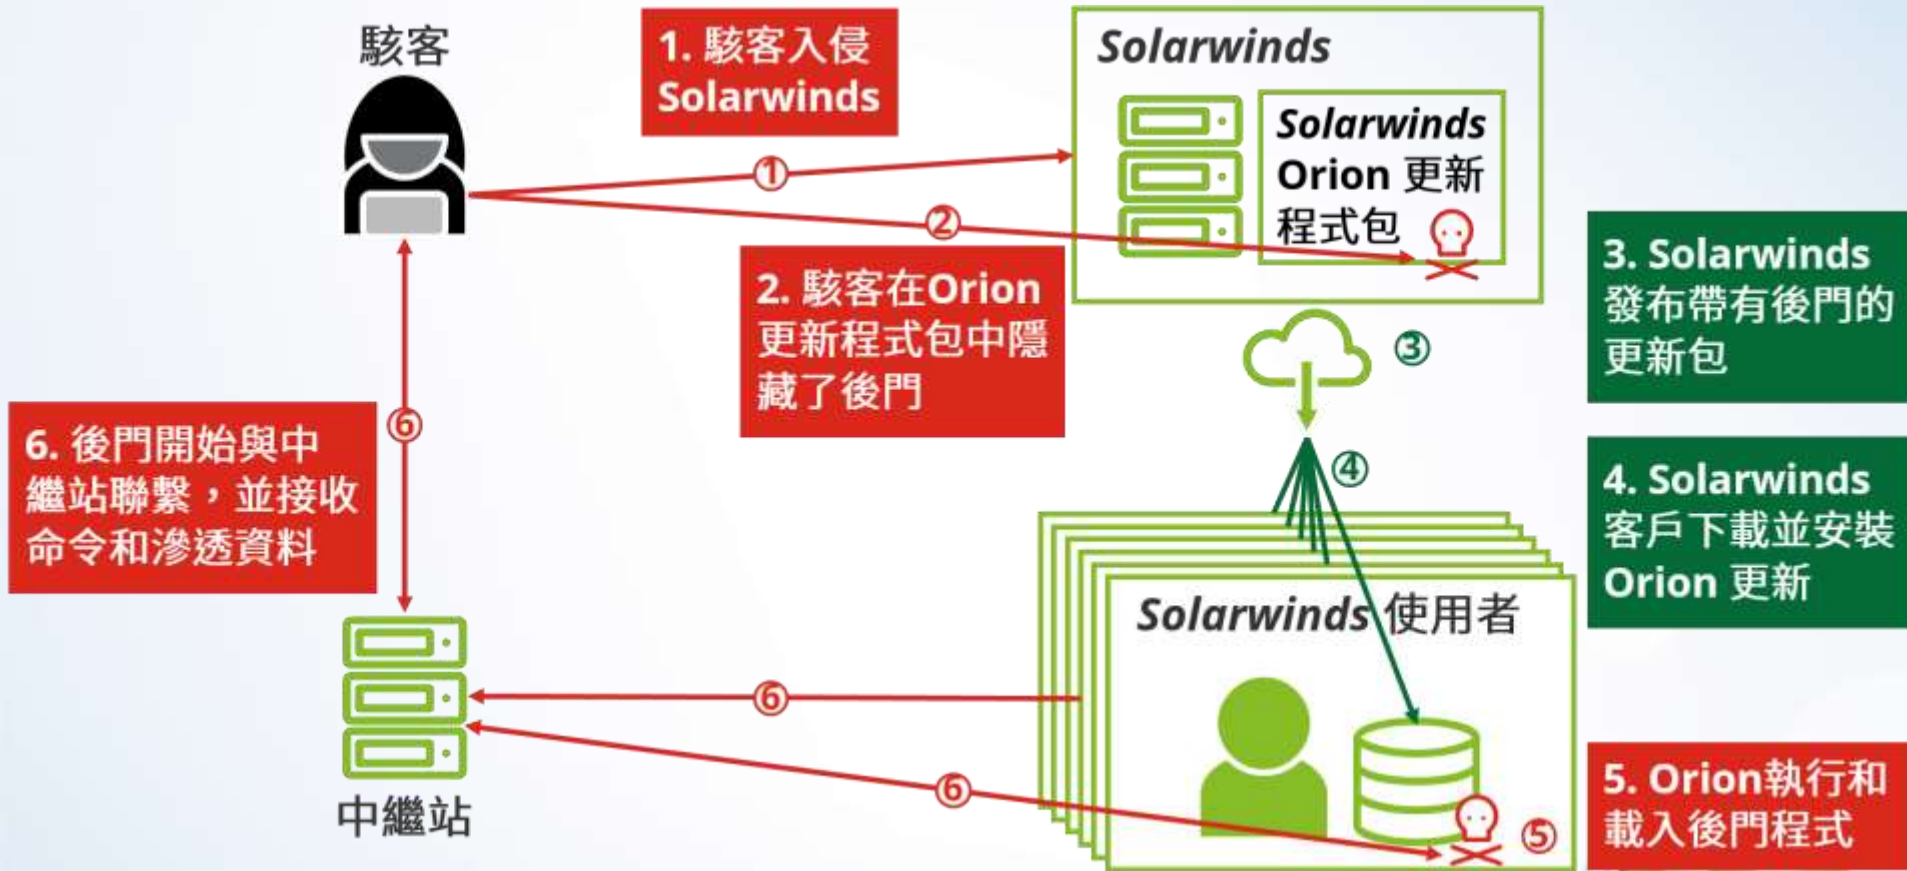 駭客
1. 駭客入侵
Solarwinds
Solarwinds
Solarwinds
Orion 更新
程式包
①
②
2. 駭客在Orion
更新程式包中隱
藏了後門
3. Solarwinds
發布帶有後門的
更新包
③
6. 後門開始與中
繼站聯繫，並接收
命令和滲透資料
⑥
④
4. Solarwinds
客戶下載並安裝
Orion 更新
Solarwinds 使用者
⑥
⑥
中繼站
⑤
5. Orion執行和
載入後門程式